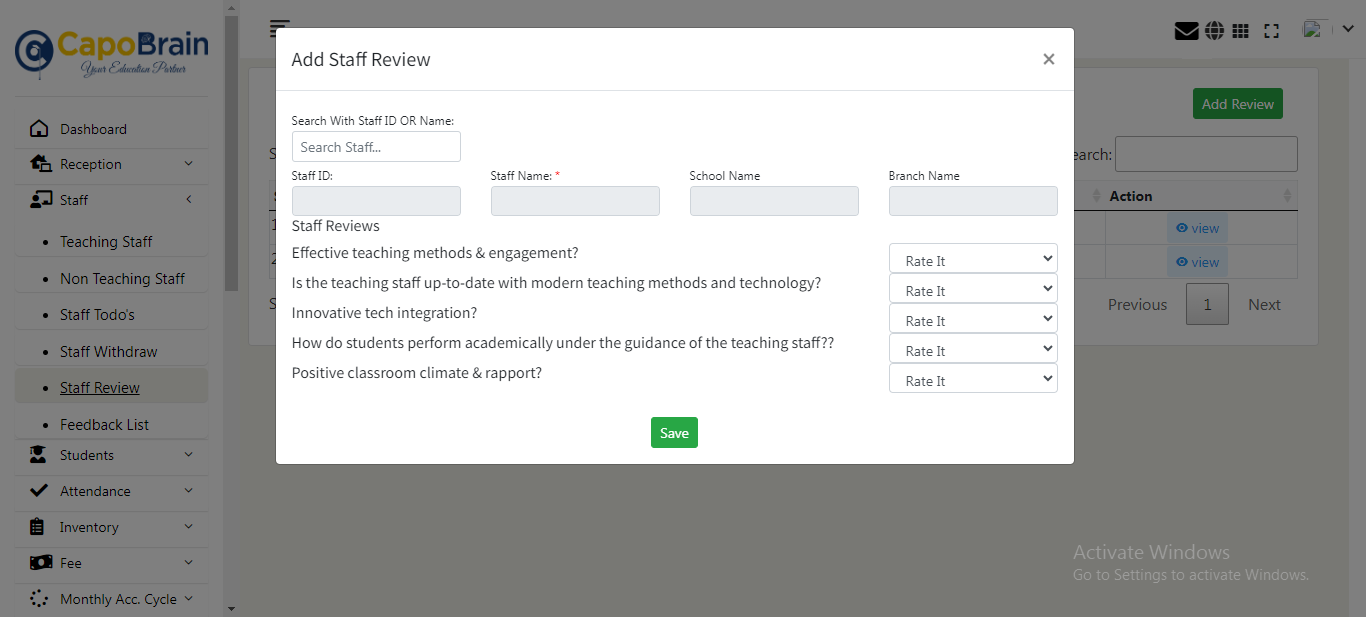 CapoBrain
Your Education Partner
Dashboard
Reception
Staff
Teaching Staff
Non Teaching Staff
Staff Todo's
Staff Withdraw
Staff Review
Feedback List
Students
Attendance
Inventory
Fee
Monthly Acc. Cycle
Add Staff Review
×
Search With Staff ID OR Name:
Search Staff...
Staff ID:
Staff Name: *
School Name
Branch Name
Staff Reviews
Effective teaching methods & engagement?
Rate It
Is the teaching staff up-to-date with modern teaching methods and technology?
Rate It
Innovative tech integration?
Rate It
How do students perform academically under the guidance of the teaching staff??
Rate It
Positive classroom climate & rapport?
Rate It
Save
Add Review
earch:
Action
view
view
Previous 1 Next
Activate Windows
Go to Settings to activate Windows.